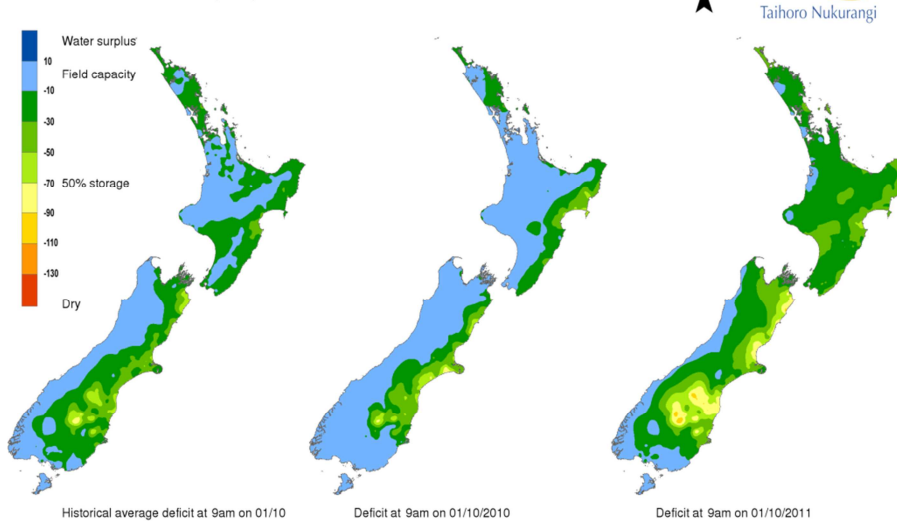 Taihoro Nukurangi
Water surplus
10
Field capacity
-10
-30
-50
-70
50% storage
-90
-110
-130
Dry
Historical average deficit at 9am on 01/10
Deficit at 9am on 01/10/2010
Deficit at 9am on 01/10/2011